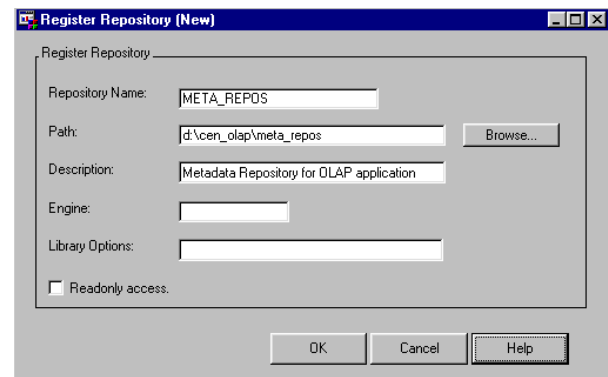 Register Repository (New)
Register Repository
Repository Name: META_REPOS
Path: d:\cen_olap\meta_repos Browse...
Description: Metadata Repository for OLAP application
Engine:
Library Options:
Readonly access.
OK Cancel Help